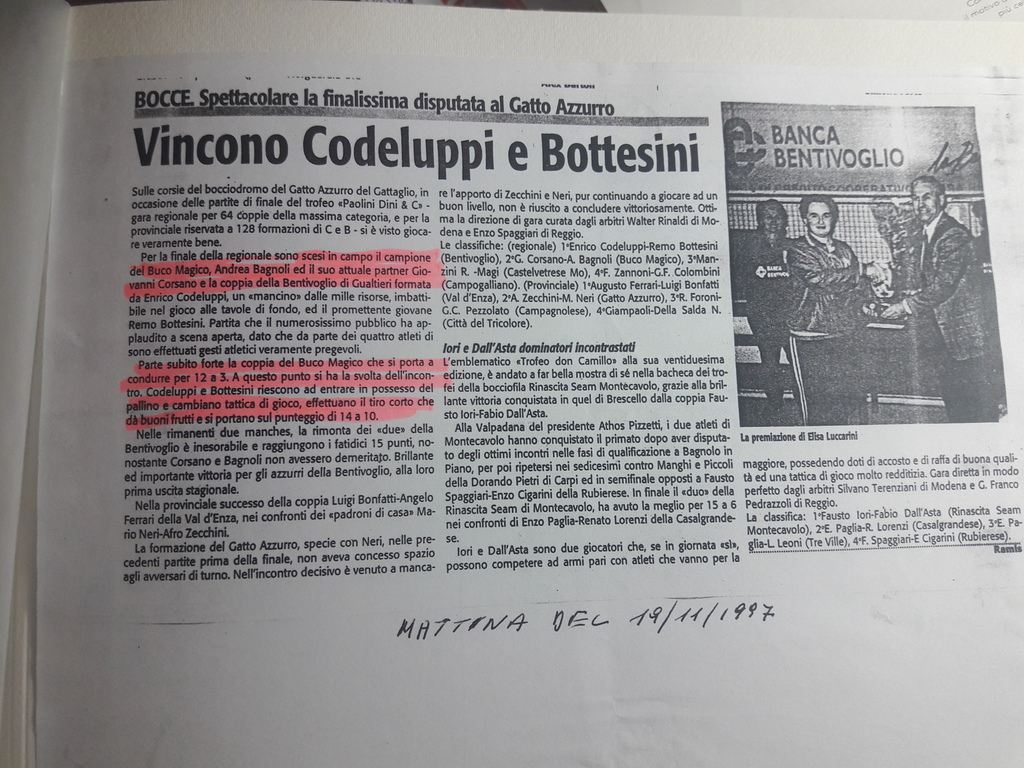 BOCCE. Spettacolare la finalissima disputata al Gatto Azzurro
Vincono Codeluppi e Bottesini
Sulle corsie del bocciodromo del Gatto Azzurro del Gattaglio, in
occasione delle partite di finale del trofeo «Paolini Dini & C» -
gara regionale per 64 coppie della massima categoria, e per la
provinciale riservata a 128 formazioni di C e B - si è visto gioca-
re veramente bene.
Per la finale della regionale sono scesi in campo il campione
del Buco Magico, Andrea Bagnoli ed il suo attuale partner Gio-
vanni Corsano e la coppia della Bentivoglio di Gualtieri formata
da Enrico Codeluppi, un «mancino» dalle mille risorse, imbatti-
bile nel gioco alle tavole di fondo, ed il promettente giovane
Remo Bottesini. Partita che il numerosissimo pubblico ha ap-
plaudito a scena aperta, dato che da parte dei quattro atleti di
sono effettuati gesti atletici veramente pregevoli.
Parte subito forte la coppia del Buco Magico che si porta a
condurre per 12 a 3. A questo punto si ha la svolta dell'incon-
tro. Codeluppi e Bottesini riescono ad entrare in possesso del
pallino e cambiano tattica di gioco, effettuano il tiro corto che
dà buoni frutti e si portano sul punteggio di 14 a 10.
Nelle rimanenti due manches, la rimonta dei «due» della
Bentivoglio è inesorabile e raggiungono i fatidici 15 punti, no-
nostante Corsano e Bagnoli non avessero demeritato. Brillante
ed importante vittoria per gli azzurri della Bentivoglio, alla loro
prima uscita stagionale.
Nella provinciale successo della coppia Luigi Bonfatti-Angelo
Ferrari della Val d'Enza, nei confronti dei «padroni di casa» Ma-
rio Neri-Afro Zecchini.
La formazione del Gatto Azzurro, specie con Neri, nelle pre-
cedenti partite prima della finale, non aveva concesso spazio
agli avversari di turno. Nell'incontro decisivo è venuto a manca-
re l'apporto di Zecchini e Neri, pur continuando a giocare ad un
buon livello, non è riuscito a concludere vittoriosamente. Otti-
ma la direzione di gara curata dagli arbitri Walter Rinaldi di Mo-
dena e Enzo Spaggiari di Reggio.
Le classifiche: (regionale) 1ªEnrico Codeluppi-Remo Bottesini
(Bentivoglio), 2ªG. Corsano-A. Bagnoli (Buco Magico), 3ªMan-
zini R. -Magi (Castelvetrese Mo), 4ªF. Zannoni-G.F. Colombini
(Campogalliano). (Provinciale) 1ªAugusto Ferrari-Luigi Bonfatti
(Val d'Enza), 2ªA. Zecchini-M. Neri (Gatto Azzurro), 3ªR. Foroni-
G.C. Pezzolato (Campagnolese), 4ªGiampaoli-Della Salda N.
(Città del Tricolore).
Iori e Dall'Asta dominatori incontrastati
L'emblematico «Trofeo don Camillo» alla sua ventiduesima
edizione, è andato a far bella mostra di sé nella bacheca dei tro-
fei della bocciofila Rinascita Seam Montecavolo, grazie alla bril-
lante vittoria conquistata in quel di Brescello dalla coppia Fau-
sto Iori-Fabio Dall'Asta.
Alla Valpadana del presidente Athos Pizzetti, i due atleti di
Montecavolo hanno conquistato il primato dopo aver disputa-
to degli ottimi incontri nelle fasi di qualificazione a Bagnolo in
Piano, per poi ripetersi nei sedicesimi contro Manghi e Piccoli
della Dorando Pietri di Carpi ed in semifinale opposti a Fausto
Spaggiari-Enzo Cigarini della Rubierese. In finale il «duo» della
Rinascita Seam di Montecavolo, ha avuto la meglio per 15 a 6
nei confronti di Enzo Paglia-Renato Lorenzi della Casalgrande-
se.
Iori e Dall'Asta sono due giocatori che, se in giornata «sì»,
possono competere ad armi pari con atleti che vanno per la
BANCA
BENTIVOGLIO
La premiazione di Elisa Luccarini
maggiore, possedendo doti di accosto e di raffa di buona quali-
tà ed una tattica di gioco molto redditizia. Gara diretta in modo
perfetto dagli arbitri Silvano Terenziani di Modena e G. Franco
Pedrazzoli di Reggio.
La classifica: 1ªFausto Iori-Fabio Dall'Asta (Rinascita Seam
Montecavolo), 2ªE. Paglia-R. Lorenzi (Casalgrandese), 3ªE. Pa-
glia-L. Leoni (Tre Ville), 4ªF. Spaggiari-E Cigarini (Rubierese).
Ramis
MATTINA DEL 19/11/1997